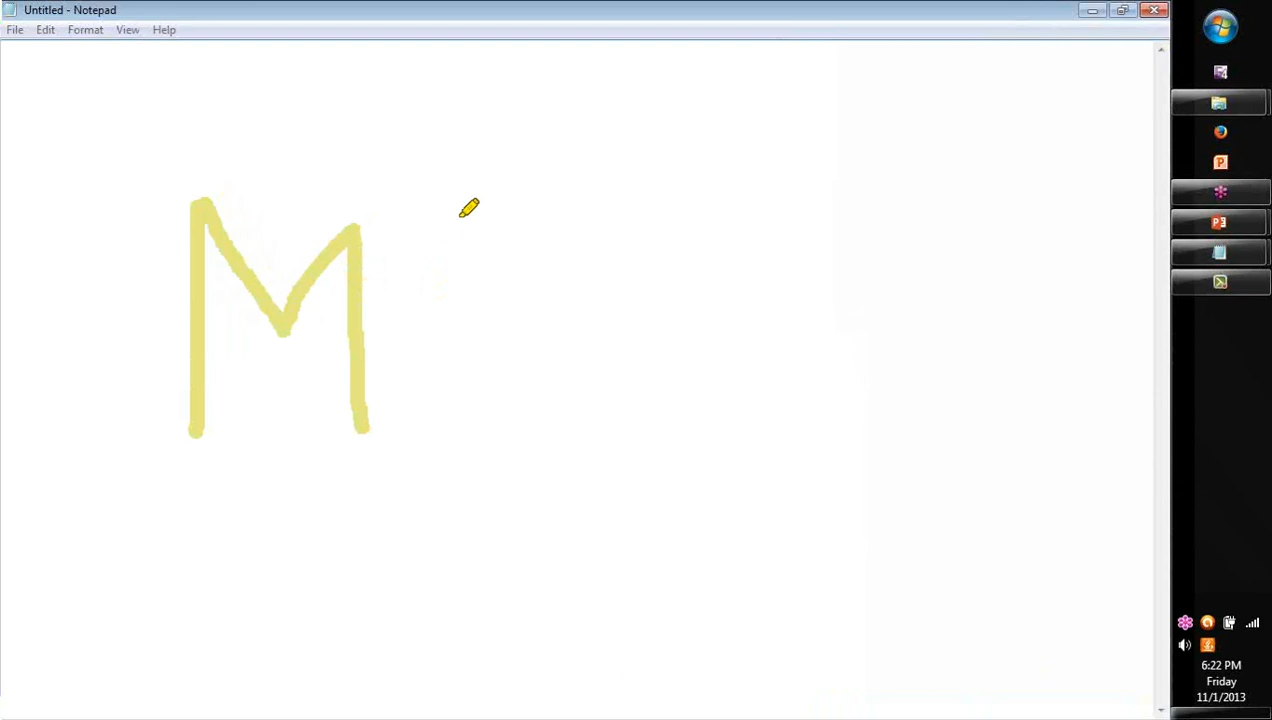 Untitled - Notepad
File Edit Format View Help
M
6:22 PM
Friday
11/1/2013